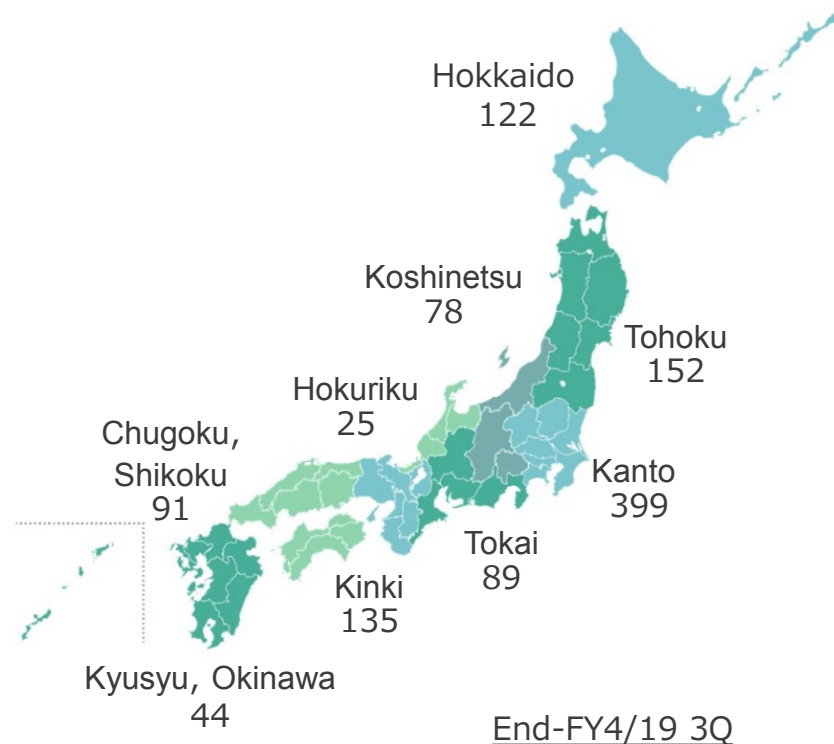 Hokkaido
122
Koshinetsu
78
Tohoku
152
Hokuriku
25
Chugoku,
Shikoku
91
Kanto
399
Tokai
89
Kinki
135
Kyusyu, Okinawa
44
End-FY4/19 3Q